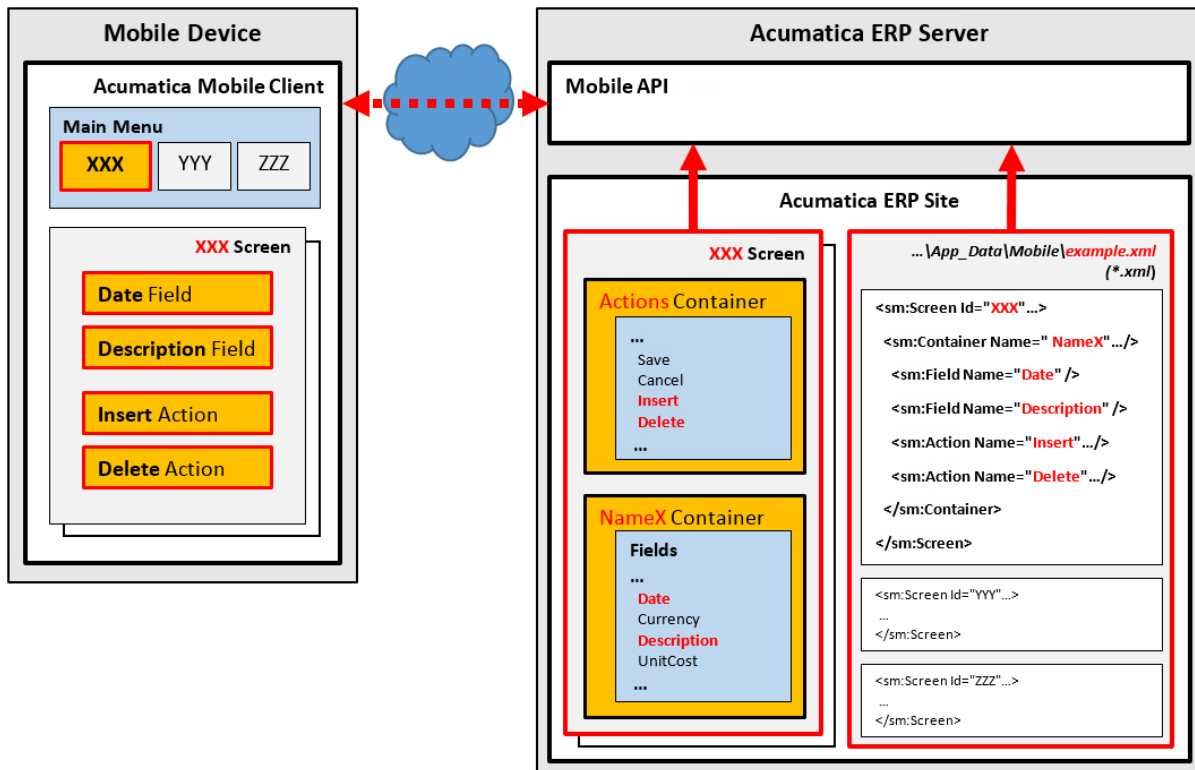 Mobile Device
Acumatica Mobile Client
Main Menu
XXX
YYY
ZZZ
XXX Screen
Date Field
Description Field
Insert Action
Delete Action
Acumatica ERP Server
Mobile API
Acumatica ERP Site
XXX Screen
Actions Container
...
Save
Cancel
Insert
Delete
...
NameX Container
Fields
...
Date
Currency
Description
UnitCost
...
...\App_Data\Mobile\example.xml
(*.xml)
<sm:Screen Id="XXX"...>
<sm:Container Name=" NameX".../>
<sm:Field Name="Date" />
<sm:Field Name="Description" />
<sm:Action Name="Insert".../>
<sm:Action Name="Delete".../>
</sm:Container>
</sm:Screen>
<sm:Screen Id="YYY"...>
...
</sm:Screen>
<sm:Screen Id="ZZZ"...>
...
</sm:Screen>